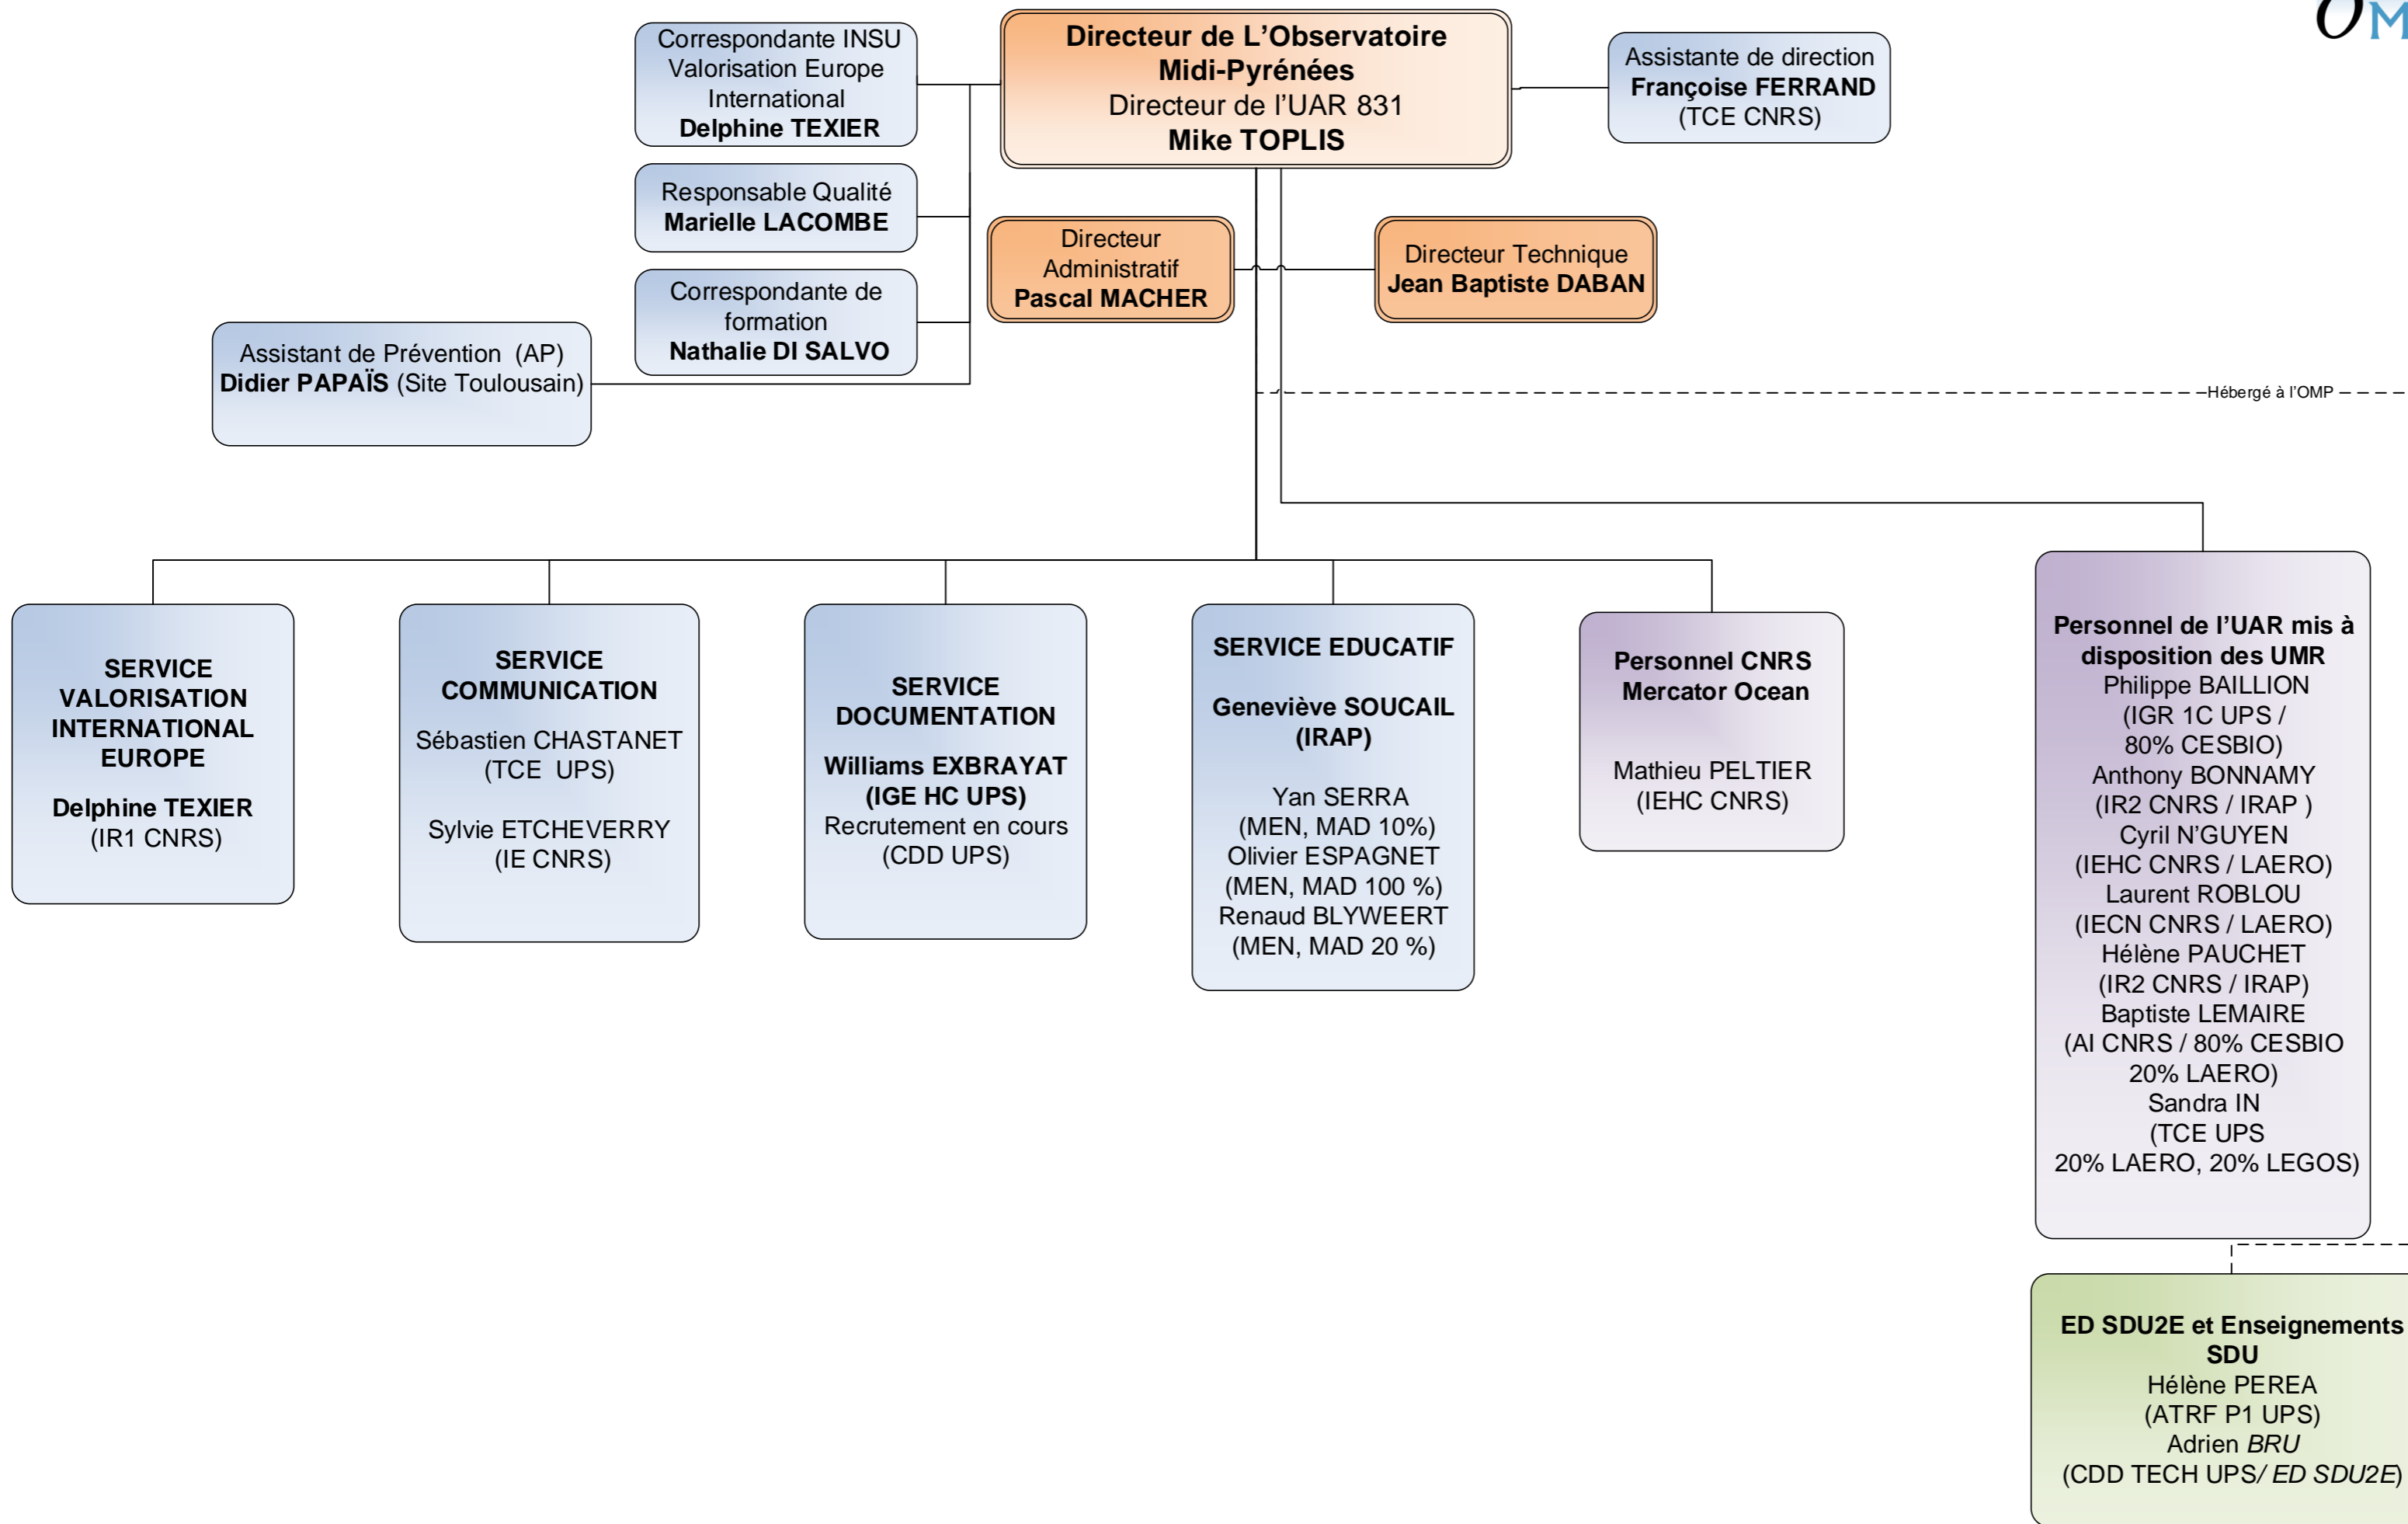 Correspondante INSU
Valorisation Europe
International
Delphine TEXIER
Directeur de L'Observatoire
Midi-Pyrénées
Directeur de l'UAR 831
Mike TOPLIS
Assistante de direction
Françoise FERRAND
(TCE CNRS)
OM
Responsable Qualité
Marielle LACOMBE
Directeur
Administratif
Pascal MACHER
Directeur Technique
Jean Baptiste DABAN
Correspondante de
formation
Nathalie DI SALVO
Assistant de Prévention (AP)
Didier PAPAÏS (Site Toulousain)
Hébergé à l'OMP
SERVICE
VALORISATION
INTERNATIONAL
EUROPE
Delphine TEXIER
(IR1 CNRS)
SERVICE
COMMUNICATION
Sébastien CHASTANET
(TCE UPS)
Sylvie ETCHEVERRY
(IE CNRS)
SERVICE
DOCUMENTATION
Williams EXBRAYAT
(IGE HC UPS)
Recrutement en cours
(CDD UPS)
SERVICE EDUCATIF
Geneviève SOUCAIL
(IRAP)
Yan SERRA
(MEN, MAD 10%)
Olivier ESPAGNET
(MEN, MAD 100 %)
Renaud BLYWEERT
(MEN, MAD 20 %)
Personnel CNRS
Mercator Ocean
Mathieu PELTIER
(IEHC CNRS)
Personnel de l'UAR mis à
disposition des UMR
Philippe BAILLION
(IGR 1C UPS /
80% CESBIO)
Anthony BONNAMY
(IR2 CNRS / IRAP )
Cyril N'GUYEN
(IEHC CNRS / LAERO)
Laurent ROBLOU
(IECN CNRS / LAERO)
Hélène PAUCHET
(IR2 CNRS / IRAP)
Baptiste LEMAIRE
(AI CNRS / 80% CESBIO
20% LAERO)
Sandra IN
(TCE UPS
20% LAERO, 20% LEGOS)
ED SDU2E et Enseignements
SDU
Hélène PEREA
(ATRF P1 UPS)
Adrien BRU
(CDD TECH UPS/ ED SDU2E)